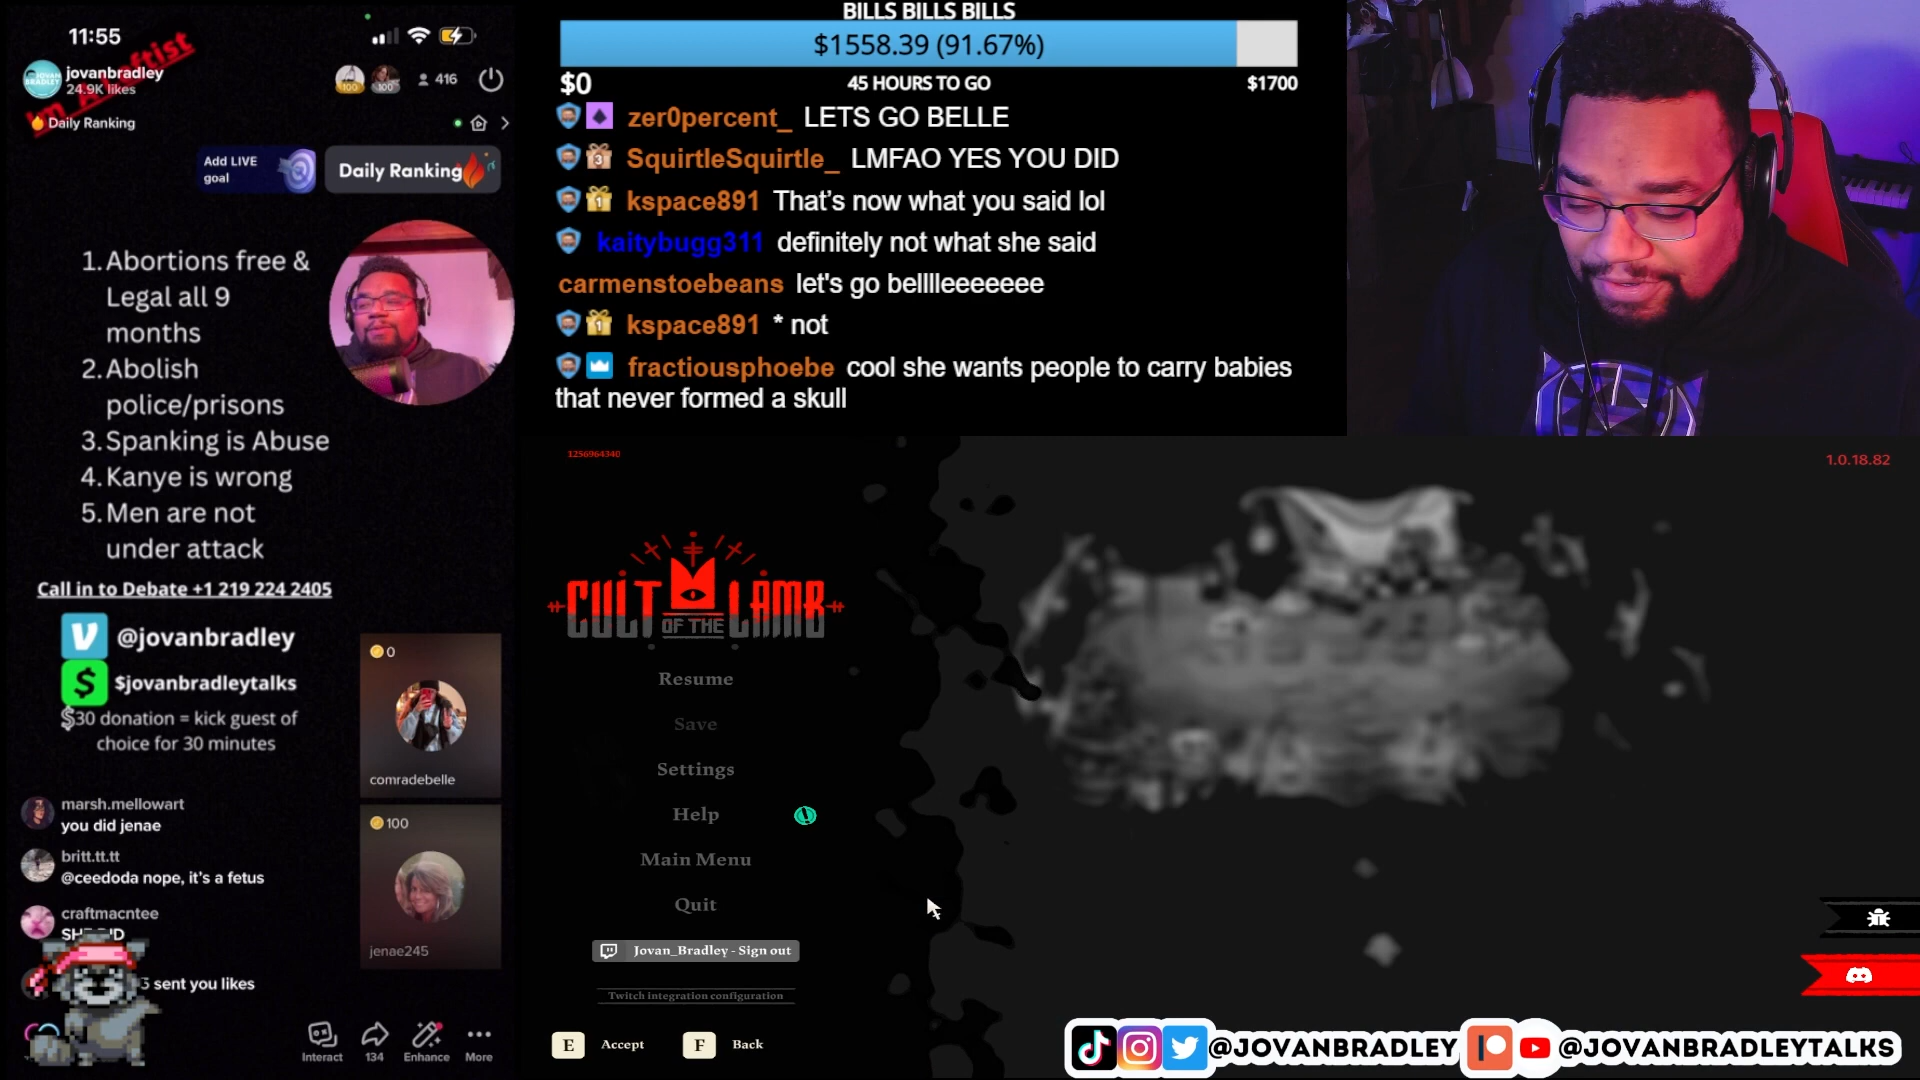 11:55
jovanbradley
24.9K likes
100
100
416
Daily Ranking
Add LIVE
goal
Daily Ranking
1. Abortions free &
Legal all 9
months
2. Abolish
police/prisons
3. Spanking is Abuse
4. Kanye is wrong
5. Men are not
under attack
Call in to Debate +1 219 224 2405
@jovanbradley
$jovanbradleytalks
$30 donation = kick guest of
choice for 30 minutes
0
comradebelle
100
jenae245
marsh.mellowart
you did jenae
britt.tt.tt
@ceedoda nope, it's a fetus
craftmacntee
sent you likes
Interact
134
Enhance
More
BILLS BILLS BILLS
$1558.39 (91.67%)
$0
45 HOURS TO GO
$1700
zer0percent_ LETS GO BELLE
SquirtleSquirtle_ LMFAO YES YOU DID
kspace891 That's now what you said lol
kaitybugg311 definitely not what she said
carmenstoebeans let's go bellleeeeeee
kspace891 * not
fractiousphoebe cool she wants people to carry babies
that never formed a skull
1256964340
1.0.18.82
CULT OF THE LAMB
Resume
Save
Settings
Help
Main Menu
Quit
Jovan_Bradley - Sign out
Twitch integration configuration
E Accept F Back
@JOVANBRADLEY @JOVANBRADLEYTALKS